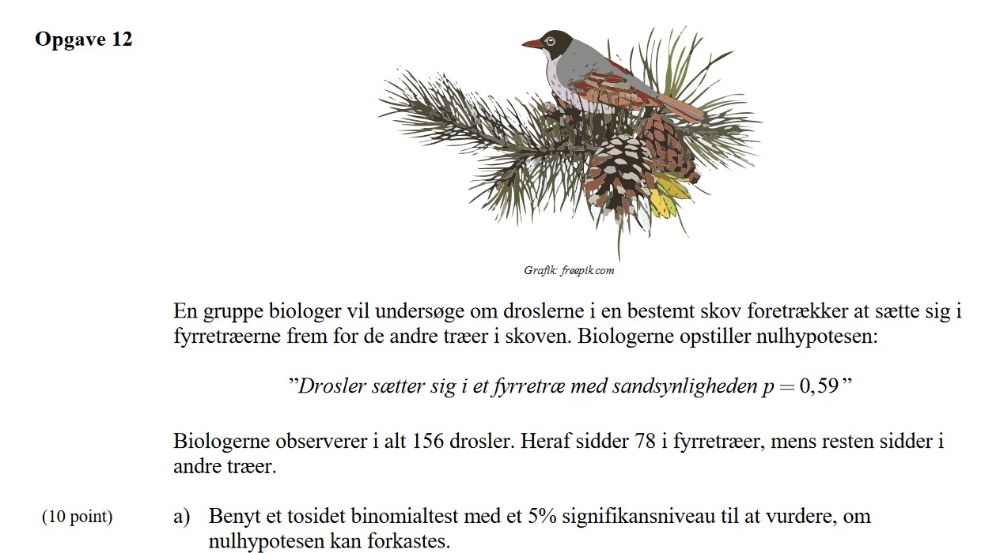 Opgave 12
Grafik: freepik.com
En gruppe biologer vil undersøge om droslerne i en bestemt skov foretrækker at sætte sig i
fyrretræerne frem for de andre træer i skoven. Biologerne opstiller nulhypotesen:
”Drosler sætter sig i et fyrretræ med sandsynligheden p = 0,59”
Biologerne observerer i alt 156 drosler. Heraf sidder 78 i fyrretræer, mens resten sidder i
andre træer.
(10 point) a) Benyt et tosidet binomialtest med et 5% signifikansniveau til at vurdere, om
nulhypotesen kan forkastes.